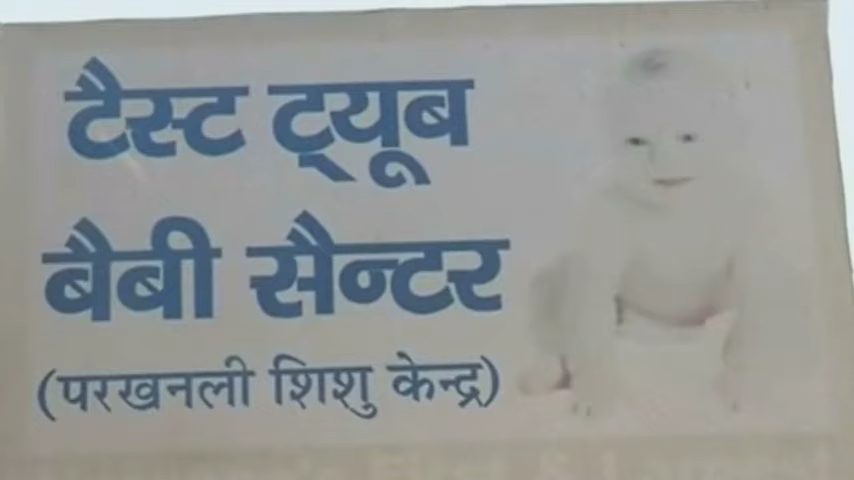 टैस्ट ट्यूब
बैबी सैन्टर
(परखनली शिशु केन्द्र)